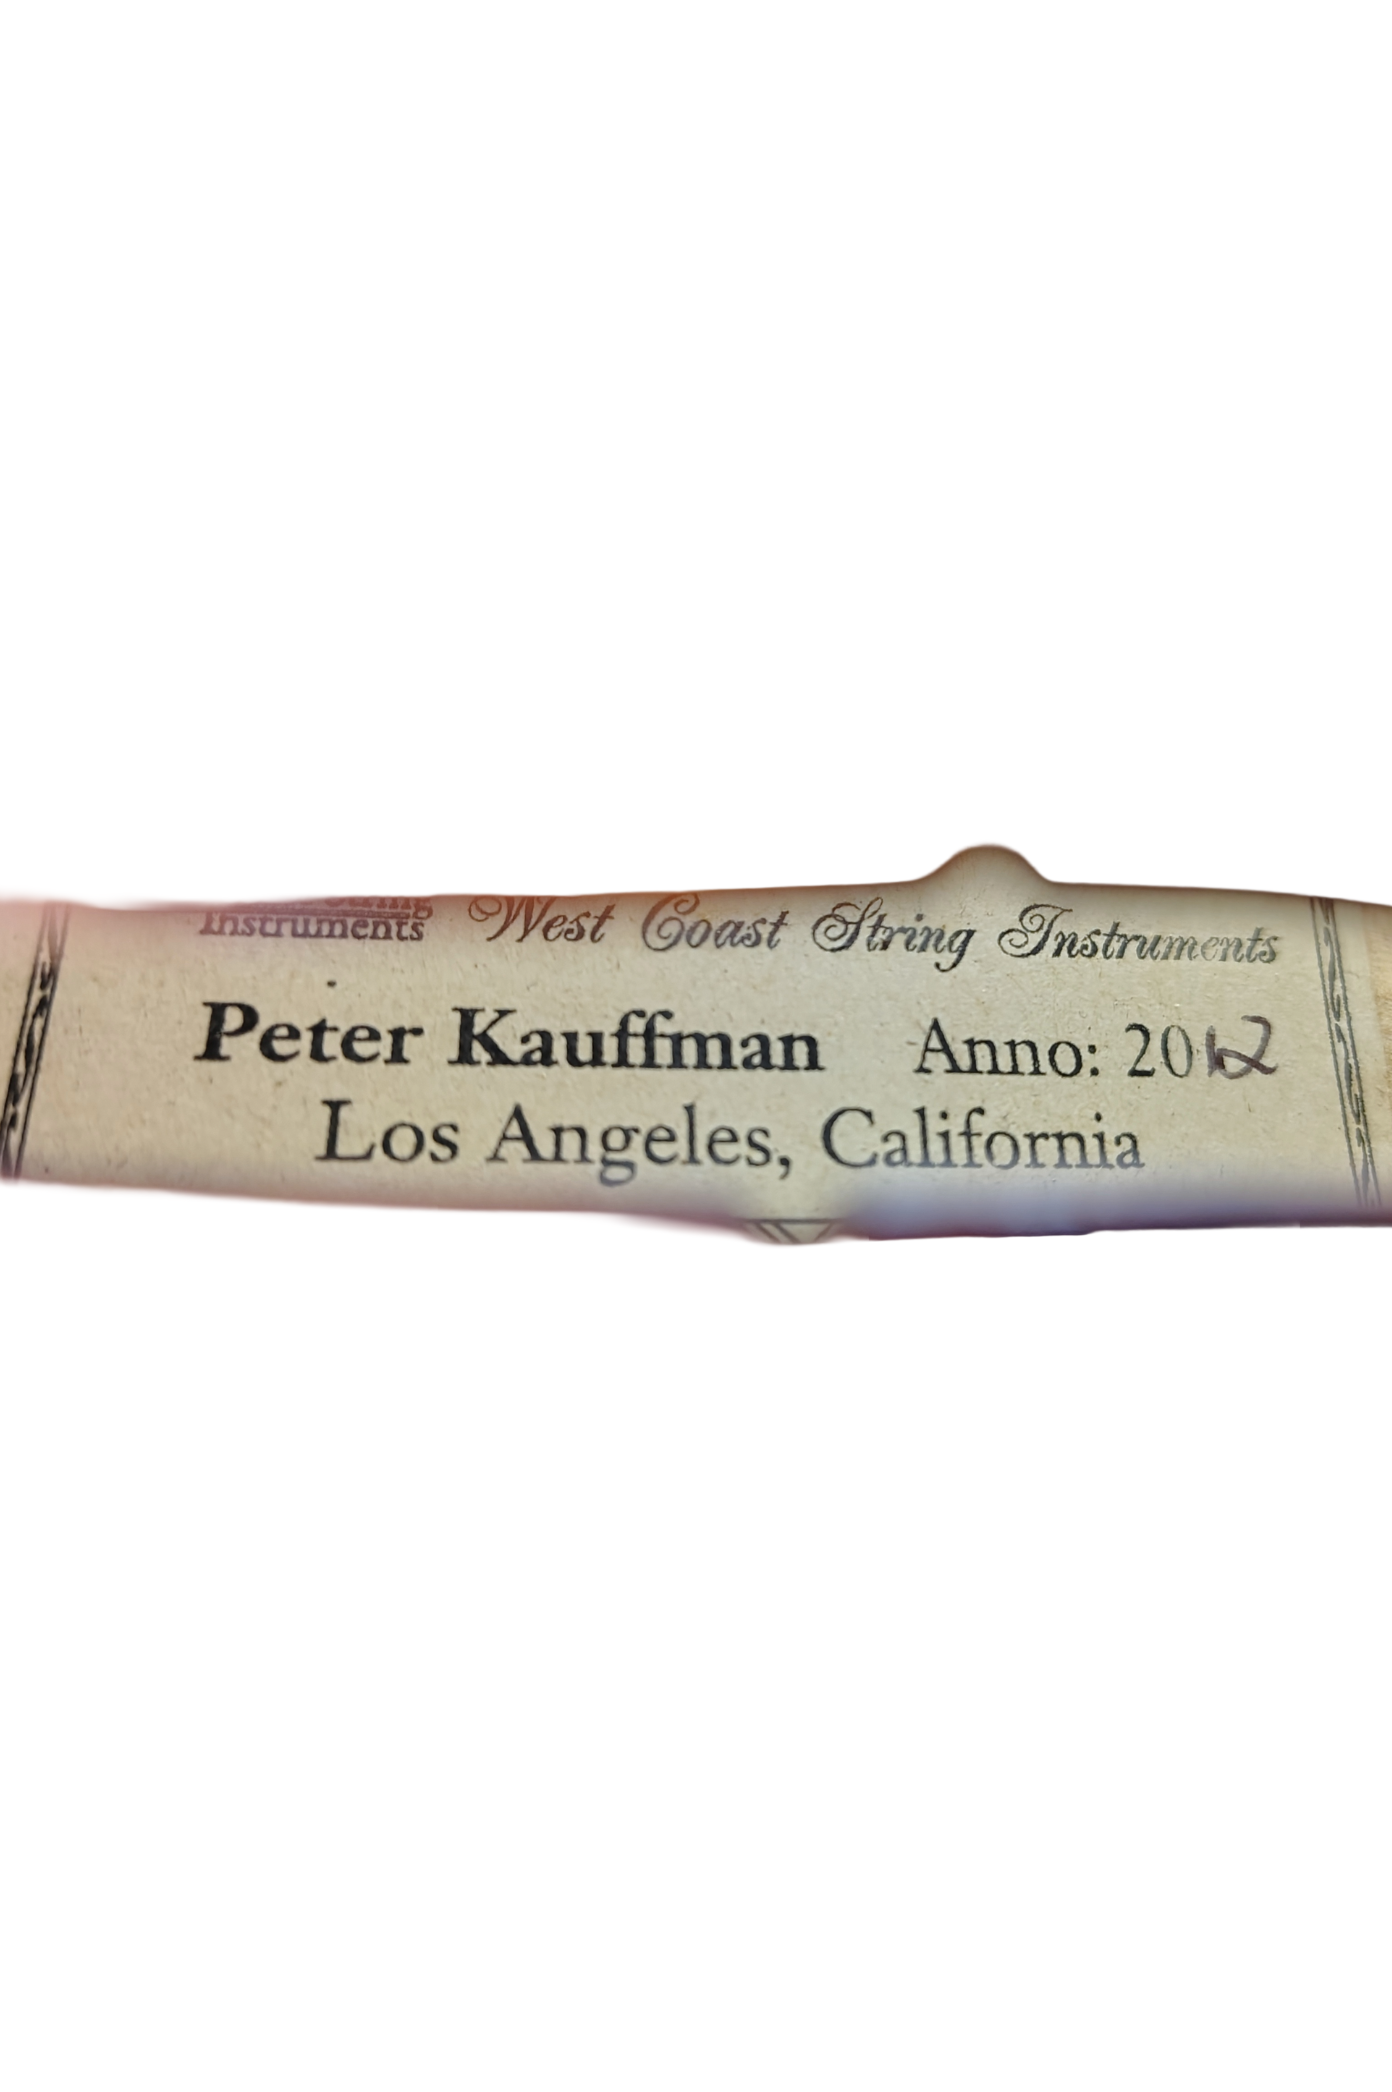 Instruments West Coast String Instruments
Peter Kauffman Anno: 2012
Los Angeles, California